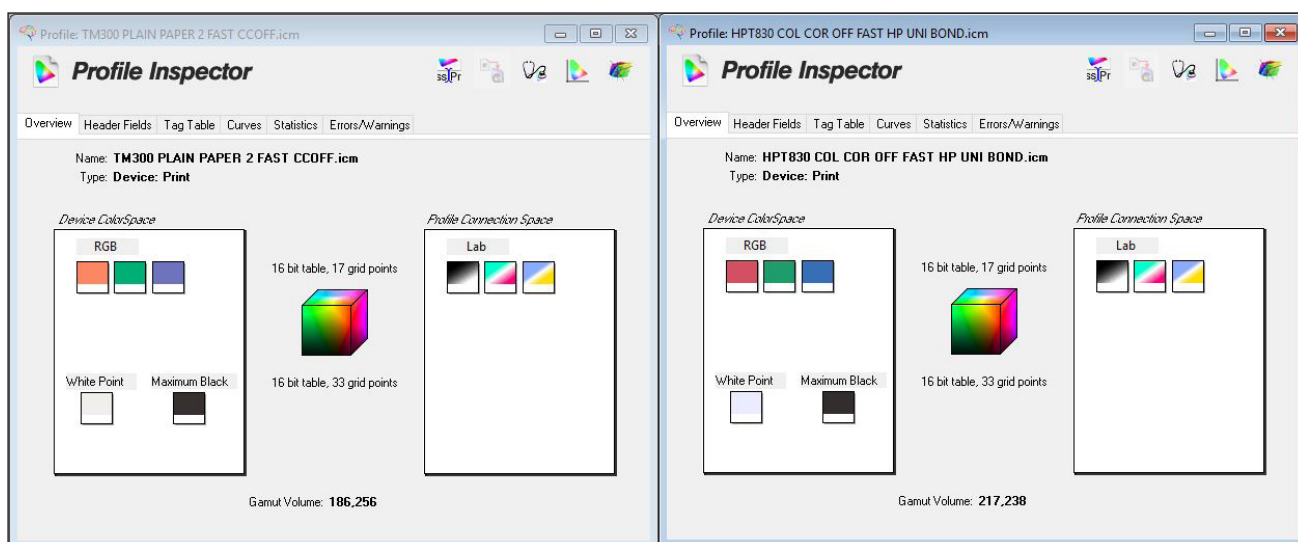 Profile: TM300 PLAIN PAPER 2 FAST CCOFF.icm
Profile Inspector
Overview Header Fields Tag Table Curves Statistics Errors/Warnings
Name: TM300 PLAIN PAPER 2 FAST CCOFF.icm
Type: Device: Print
Device ColorSpace
Profile Connection Space
RGB
Lab
16 bit table, 17 grid points
White Point Maximum Black
16 bit table, 33 grid points
Gamut Volume: 186,256
Profile: HPT830 COL COR OFF FAST HP UNI BOND.icm
Profile Inspector
Overview Header Fields Tag Table Curves Statistics Errors/Warnings
Name: HPT830 COL COR OFF FAST HP UNI BOND.icm
Type: Device: Print
Device ColorSpace
Profile Connection Space
RGB
Lab
16 bit table, 17 grid points
White Point Maximum Black
16 bit table, 33 grid points
Gamut Volume: 217,238